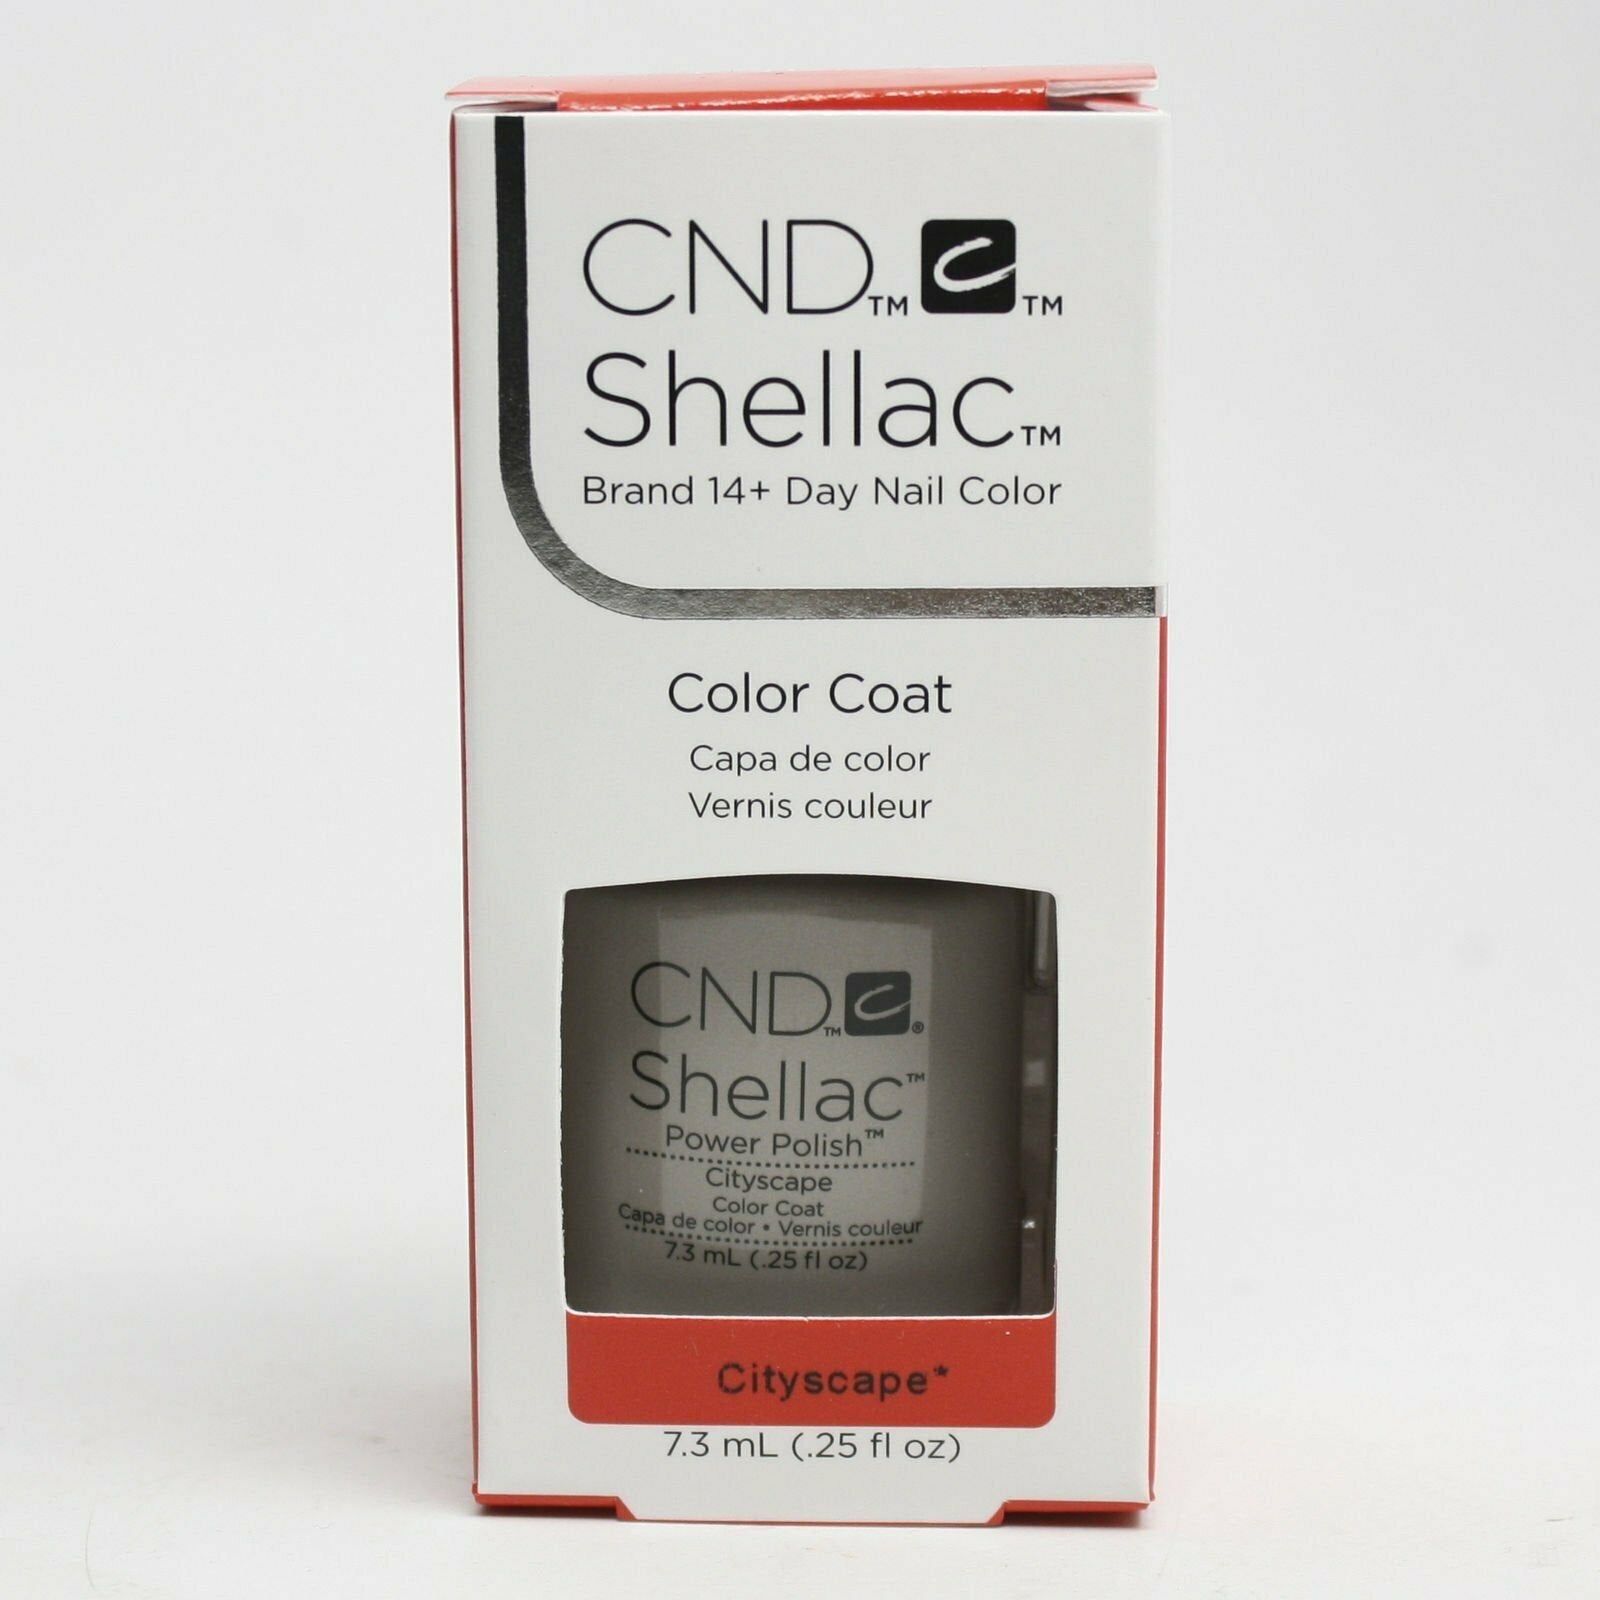 CND™ C™
Shellac™
Brand 14+ Day Nail Color
Color Coat
Capa de color
Vernis couleur
CND™ C®
Shellac™
Power Polish™
Cityscape
Color Coat
Capa de color • Vernis couleur
7.3 mL (.25 fl oz)
Cityscape*
7.3 mL (.25 fl oz)